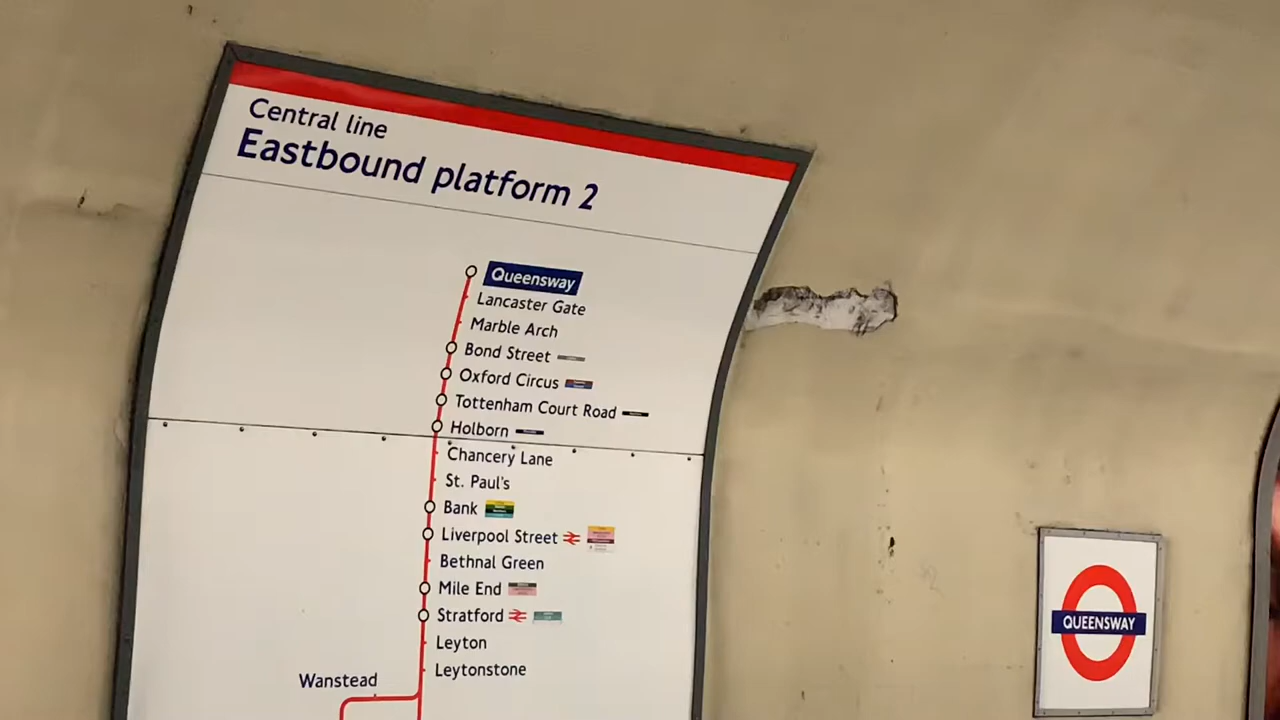 Central line
Eastbound platform 2
Queensway
Lancaster Gate
Marble Arch
Bond Street
Oxford Circus
Tottenham Court Road
Holborn
Chancery Lane
St. Paul's
Bank
Liverpool Street
Bethnal Green
Mile End
Stratford
Leyton
Leytonstone
Wanstead
QUEENSWAY